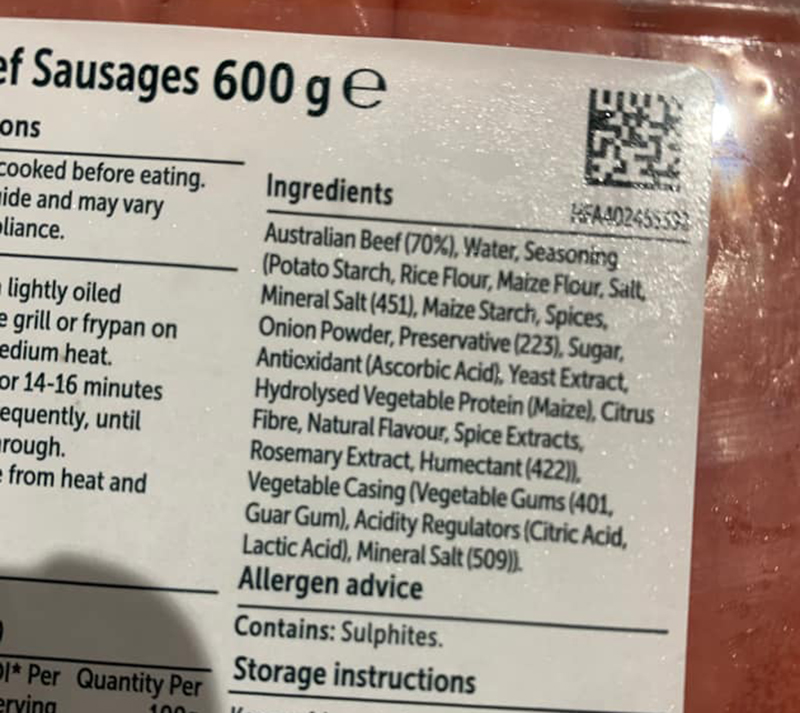 ef Sausages 600 g e
ons
cooked before eating.
ide and may vary
liance.
lightly oiled
e grill or frypan on
edium heat.
or 14-16 minutes
equently, until
rough.
e from heat and
)
I* Per Quantity Per
erving 100g
Ingredients
Australian Beef (70%), Water, Seasoning
(Potato Starch, Rice Flour, Maize Flour, Salt,
Mineral Salt (451), Maize Starch, Spices,
Onion Powder, Preservative (223), Sugar,
Antioxidant (Ascorbic Acid), Yeast Extract,
Hydrolysed Vegetable Protein (Maize), Citrus
Fibre, Natural Flavour, Spice Extracts,
Rosemary Extract, Humectant (422)),
Vegetable Casing (Vegetable Gums (401,
Guar Gum), Acidity Regulators (Citric Acid,
Lactic Acid), Mineral Salt (509)).
Allergen advice
Contains: Sulphites.
Storage instructions